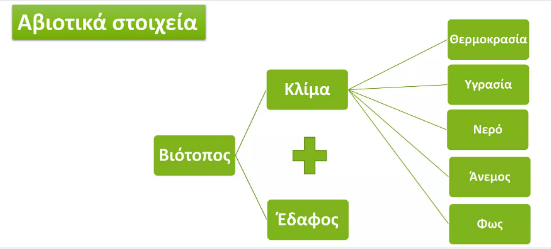 Αβιοτικά στοιχεία
Θερμοκρασία
Κλίμα
Υγρασία
Νερό
Βιότοπος
Άνεμος
Έδαφος
Φως